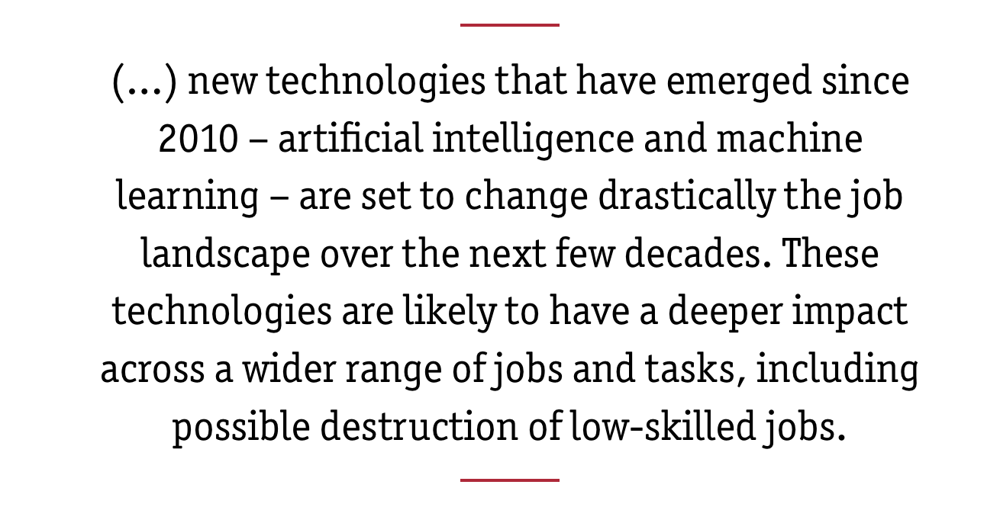 (…) new technologies that have emerged since
2010 – artificial intelligence and machine
learning – are set to change drastically the job
landscape over the next few decades. These
technologies are likely to have a deeper impact
across a wider range of jobs and tasks, including
possible destruction of low-skilled jobs.